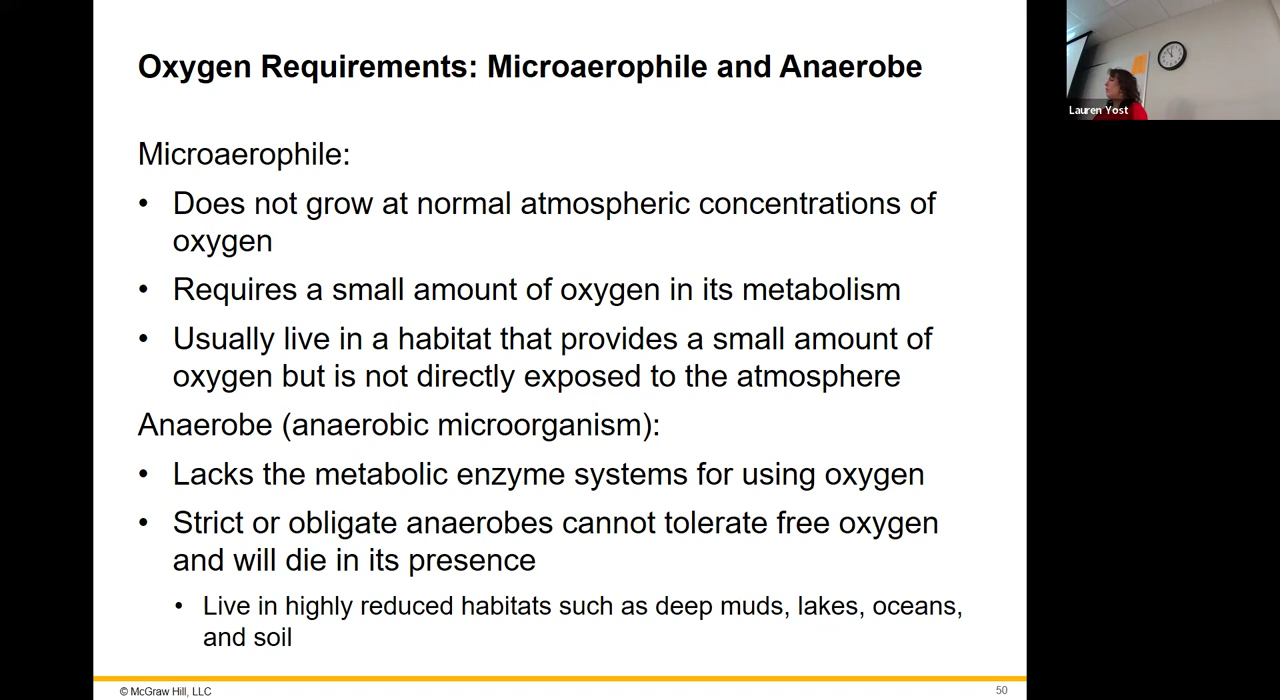 Oxygen Requirements: Microaerophile and Anaerobe
Lauren Yost
Microaerophile:
• Does not grow at normal atmospheric concentrations of
oxygen
• Requires a small amount of oxygen in its metabolism
• Usually live in a habitat that provides a small amount of
oxygen but is not directly exposed to the atmosphere
Anaerobe (anaerobic microorganism):
• Lacks the metabolic enzyme systems for using oxygen
• Strict or obligate anaerobes cannot tolerate free oxygen
and will die in its presence
• Live in highly reduced habitats such as deep muds, lakes, oceans,
and soil
© McGraw Hill, LLC
50